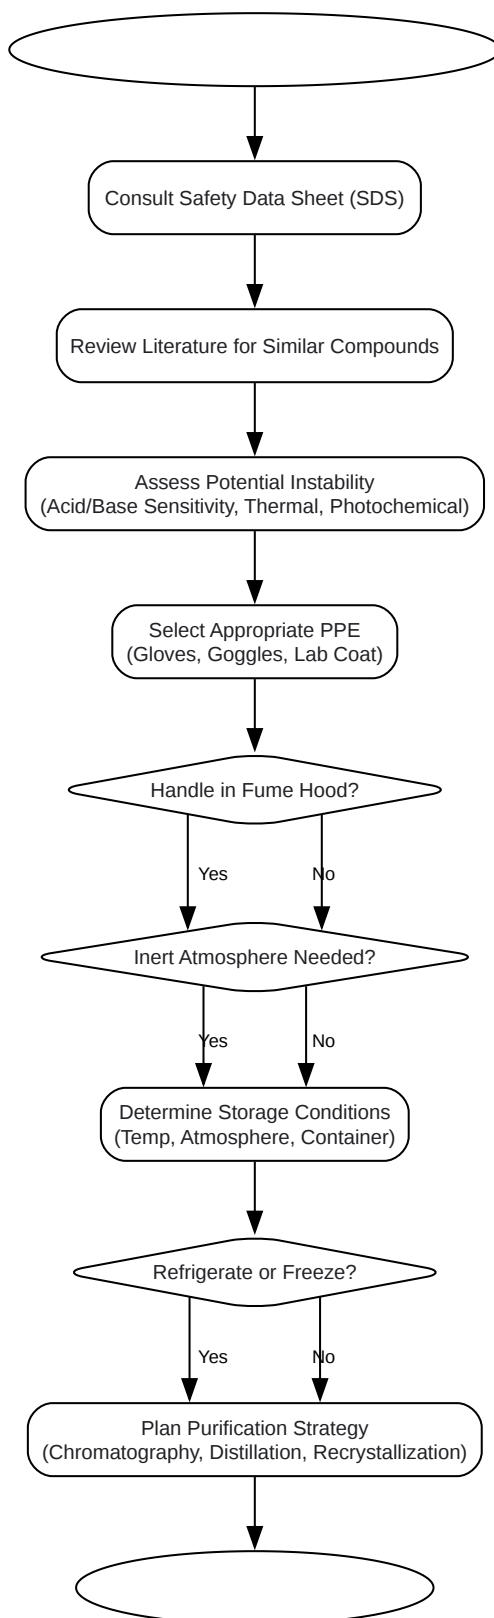 Consult Safety Data Sheet (SDS)
Review Literature for Similar Compounds
Assess Potential Instability
(Acid/Base Sensitivity, Thermal, Photochemical)
Select Appropriate PPE
(Gloves, Goggles, Lab Coat)
Handle in Fume Hood?
Yes
No
Inert Atmosphere Needed?
Yes
No
Determine Storage Conditions
(Temp, Atmosphere, Container)
Refrigerate or Freeze?
Yes
No
Plan Purification Strategy
(Chromatography, Distillation, Recrystallization)